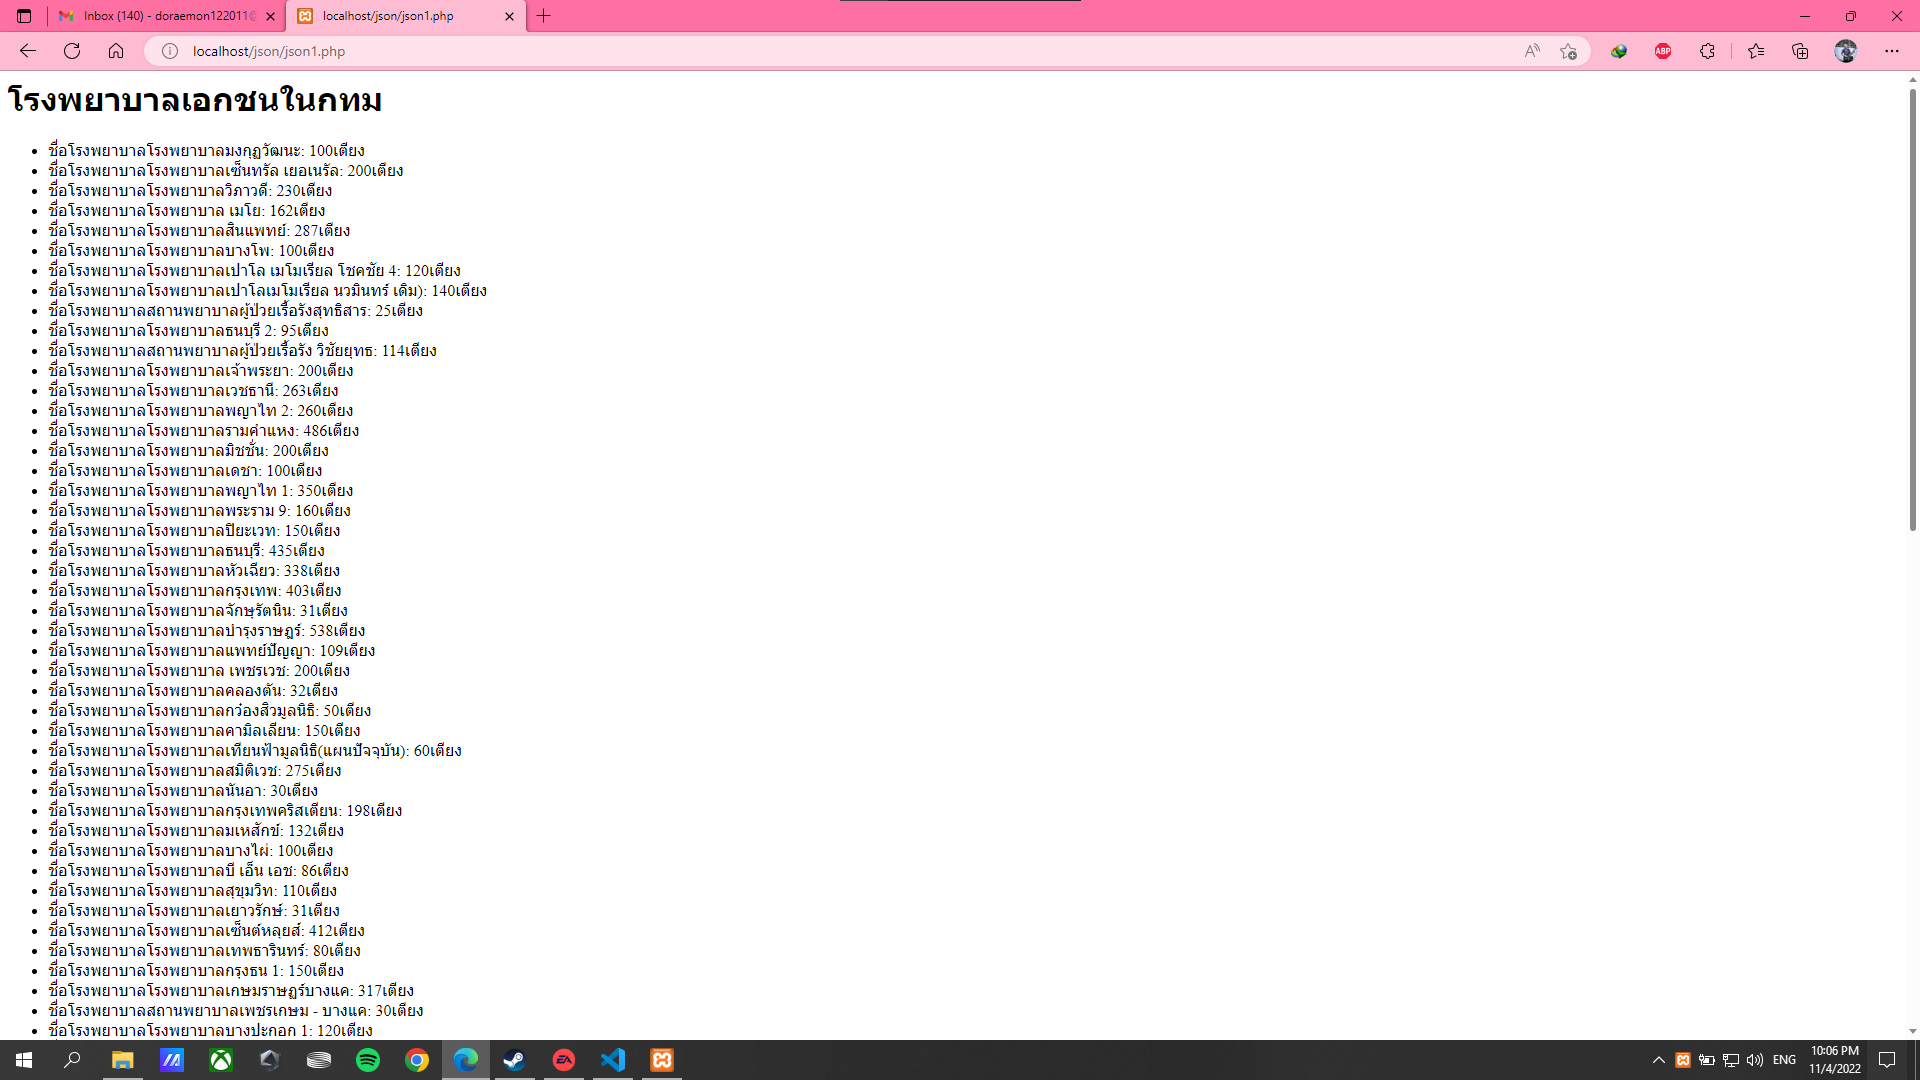 Inbox (140) - doraemon122011@
localhost/json/json1.php
localhost/json/json1.php
โรงพยาบาลเอกชนในกทม
ชื่อโรงพยาบาลโรงพยาบาลมงกุฎวัฒนะ: 100เตียง
ชื่อโรงพยาบาลโรงพยาบาลเซ็นทรัล เยอเนรัล: 200เตียง
ชื่อโรงพยาบาลโรงพยาบาลวิภาวดี: 230เตียง
ชื่อโรงพยาบาลโรงพยาบาล เมโย: 162เตียง
ชื่อโรงพยาบาลโรงพยาบาลสินแพทย์: 287เตียง
ชื่อโรงพยาบาลโรงพยาบาลบางโพ: 100เตียง
ชื่อโรงพยาบาลโรงพยาบาลเปาโล เมโมเรียล โชคชัย 4: 120เตียง
ชื่อโรงพยาบาลโรงพยาบาลเปาโลเมโมเรียล นวมินทร์ เดิม): 140เตียง
ชื่อโรงพยาบาลสถานพยาบาลผู้ป่วยเรื้อรังสุทธิสาร: 25เตียง
ชื่อโรงพยาบาลโรงพยาบาลธนบุรี 2: 95เตียง
ชื่อโรงพยาบาลสถานพยาบาลผู้ป่วยเรื้อรัง วิชัยยุทธ: 114เตียง
ชื่อโรงพยาบาลโรงพยาบาลเจ้าพระยา: 200เตียง
ชื่อโรงพยาบาลโรงพยาบาลเวชธานี: 263เตียง
ชื่อโรงพยาบาลโรงพยาบาลพญาไท 2: 260เตียง
ชื่อโรงพยาบาลโรงพยาบาลรามคำแหง: 486เตียง
ชื่อโรงพยาบาลโรงพยาบาลมิชชั่น: 200เตียง
ชื่อโรงพยาบาลโรงพยาบาลเดชา: 100เตียง
ชื่อโรงพยาบาลโรงพยาบาลพญาไท 1: 350เตียง
ชื่อโรงพยาบาลโรงพยาบาลพระราม 9: 160เตียง
ชื่อโรงพยาบาลโรงพยาบาลปิยะเวท: 150เตียง
ชื่อโรงพยาบาลโรงพยาบาลธนบุรี: 435เตียง
ชื่อโรงพยาบาลโรงพยาบาลหัวเฉียว: 338เตียง
ชื่อโรงพยาบาลโรงพยาบาลกรุงเทพ: 403เตียง
ชื่อโรงพยาบาลโรงพยาบาลจักษุรัตนิน: 31เตียง
ชื่อโรงพยาบาลโรงพยาบาลบำรุงราษฎร์: 538เตียง
ชื่อโรงพยาบาลโรงพยาบาลแพทย์ปัญญา: 109เตียง
ชื่อโรงพยาบาลโรงพยาบาล เพชรเวช: 200เตียง
ชื่อโรงพยาบาลโรงพยาบาลคลองตัน: 32เตียง
ชื่อโรงพยาบาลโรงพยาบาลกว๋องสิวมูลนิธิ: 50เตียง
ชื่อโรงพยาบาลโรงพยาบาลคามิลเลียน: 150เตียง
ชื่อโรงพยาบาลโรงพยาบาลเทียนฟ้ามูลนิธิ(แผนปัจจุบัน): 60เตียง
ชื่อโรงพยาบาลโรงพยาบาลสมิติเวช: 275เตียง
ชื่อโรงพยาบาลโรงพยาบาลนันอา: 30เตียง
ชื่อโรงพยาบาลโรงพยาบาลกรุงเทพคริสเตียน: 198เตียง
ชื่อโรงพยาบาลโรงพยาบาลมเหสักข์: 132เตียง
ชื่อโรงพยาบาลโรงพยาบาลบางไผ่: 100เตียง
ชื่อโรงพยาบาลโรงพยาบาลบี เอ็น เอช: 86เตียง
ชื่อโรงพยาบาลโรงพยาบาลสุขุมวิท: 110เตียง
ชื่อโรงพยาบาลโรงพยาบาลเยาวรักษ์: 31เตียง
ชื่อโรงพยาบาลโรงพยาบาลเซ็นต์หลุยส์: 412เตียง
ชื่อโรงพยาบาลโรงพยาบาลเทพธารินทร์: 80เตียง
ชื่อโรงพยาบาลโรงพยาบาลกรุงธน 1: 150เตียง
ชื่อโรงพยาบาลโรงพยาบาลเกษมราษฎร์บางแค: 317เตียง
ชื่อโรงพยาบาลสถานพยาบาลเพชรเกษม - บางแค: 30เตียง
ชื่อโรงพยาบาลโรงพยาบาลบางปะกอก 1: 120เตียง
ENG
10:06 PM
11/4/2022